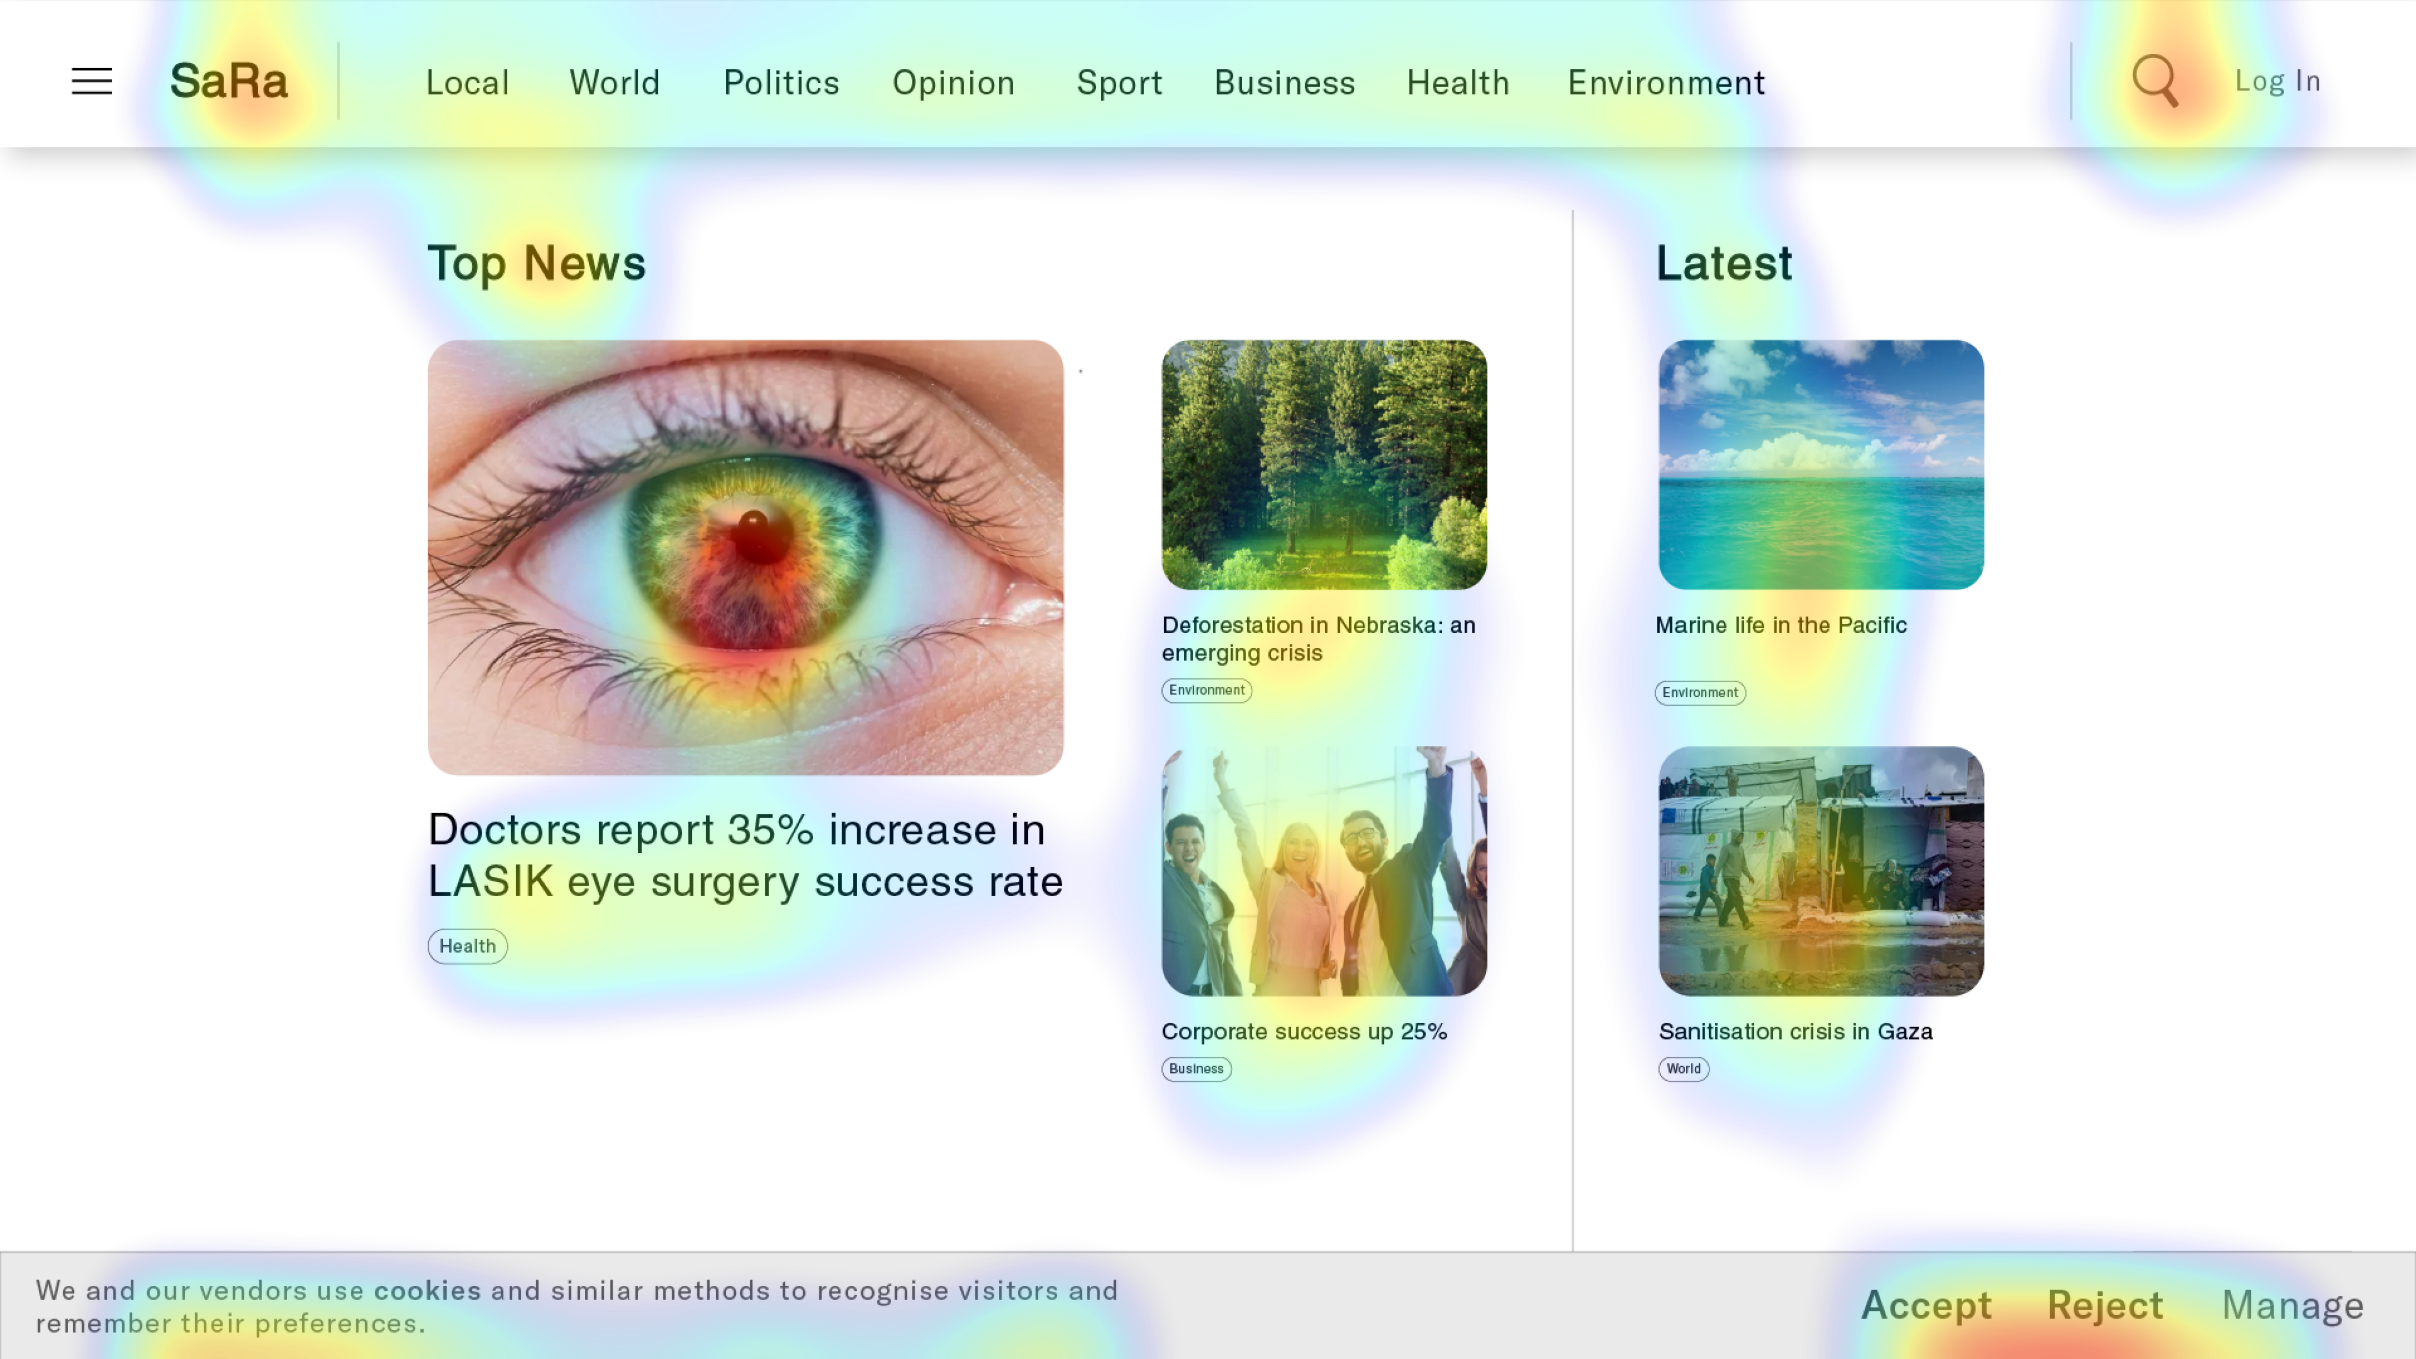 SaRa
Local World Politics Opinion Sport Business Health Environment
Log In
Top News
Doctors report 35% increase in
LASIK eye surgery success rate
Health
Deforestation in Nebraska: an
emerging crisis
Environment
Corporate success up 25%
Business
Latest
Marine life in the Pacific
Environment
Sanitisation crisis in Gaza
World
We and our vendors use cookies and similar methods to recognise visitors and
remember their preferences.
Accept Reject Manage